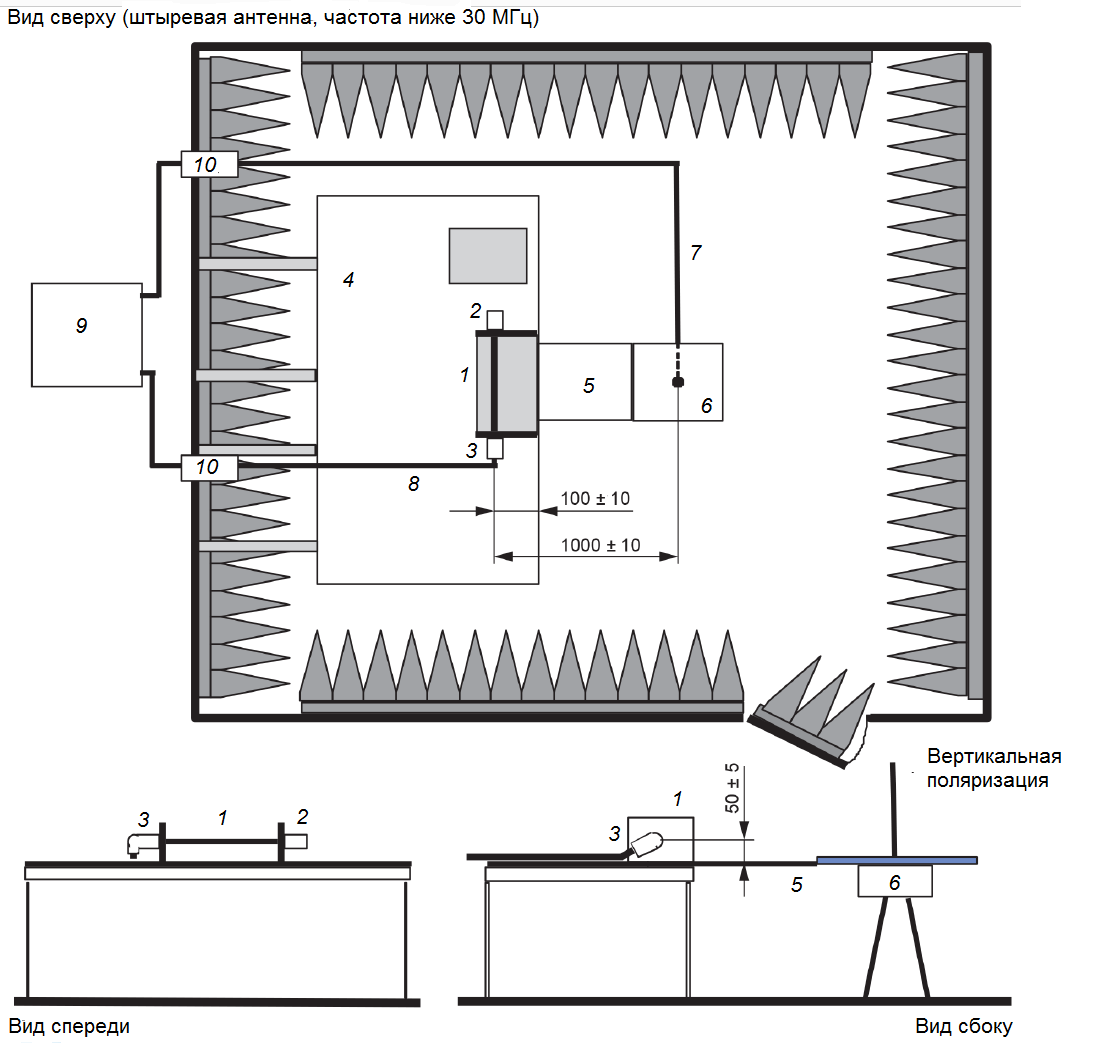 Вид сверху (штыревая антенна, частота ниже 30 МГц)
10
7
4
2
9
1
5
6
3
10
8
100 ± 10
1000 ± 10
Вертикальная
поляризация
50 ± 5
3
1
2
1
3
5
6
Вид спереди
Вид сбоку